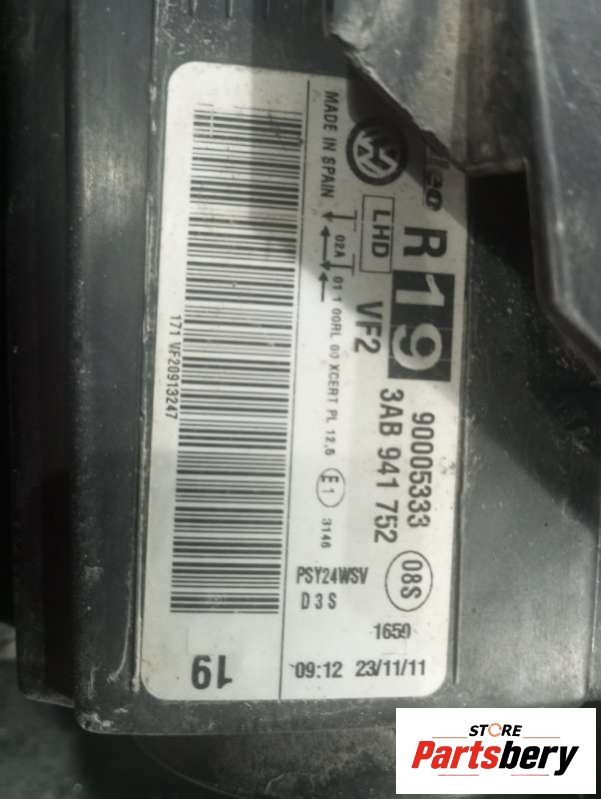 R 19
90005333
LHD VF2 3AB 941 752
08S
MADE IN SPAIN
02A 01 1 00RL 00 XCERT PL 12,5 E1 3146
PSY24WSV
D3S
1650
09:12 23/11/11
171 VF20913247
19
STORE
Partsbery